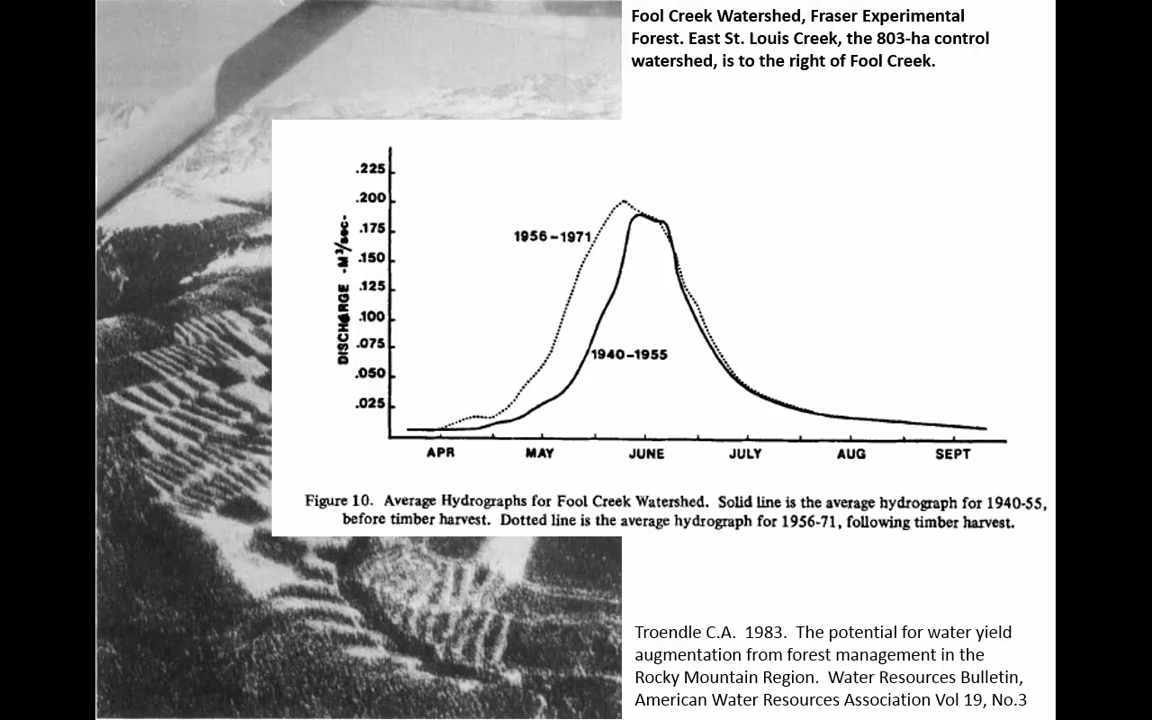 Fool Creek Watershed, Fraser Experimental
Forest. East St. Louis Creek, the 803-ha control
watershed, is to the right of Fool Creek.
DISCHARGE -M³/sec-
.225
.200
.175
.150
.125
.100
.075
.050
.025
1956-1971
1940-1955
APR MAY JUNE JULY AUG SEPT
Figure 10. Average Hydrographs for Fool Creek Watershed. Solid line is the average hydrograph for 1940-55,
before timber harvest. Dotted line is the average hydrograph for 1956-71, following timber harvest.
Troendle C.A. 1983. The potential for water yield
augmentation from forest management in the
Rocky Mountain Region. Water Resources Bulletin,
American Water Resources Association Vol 19, No.3